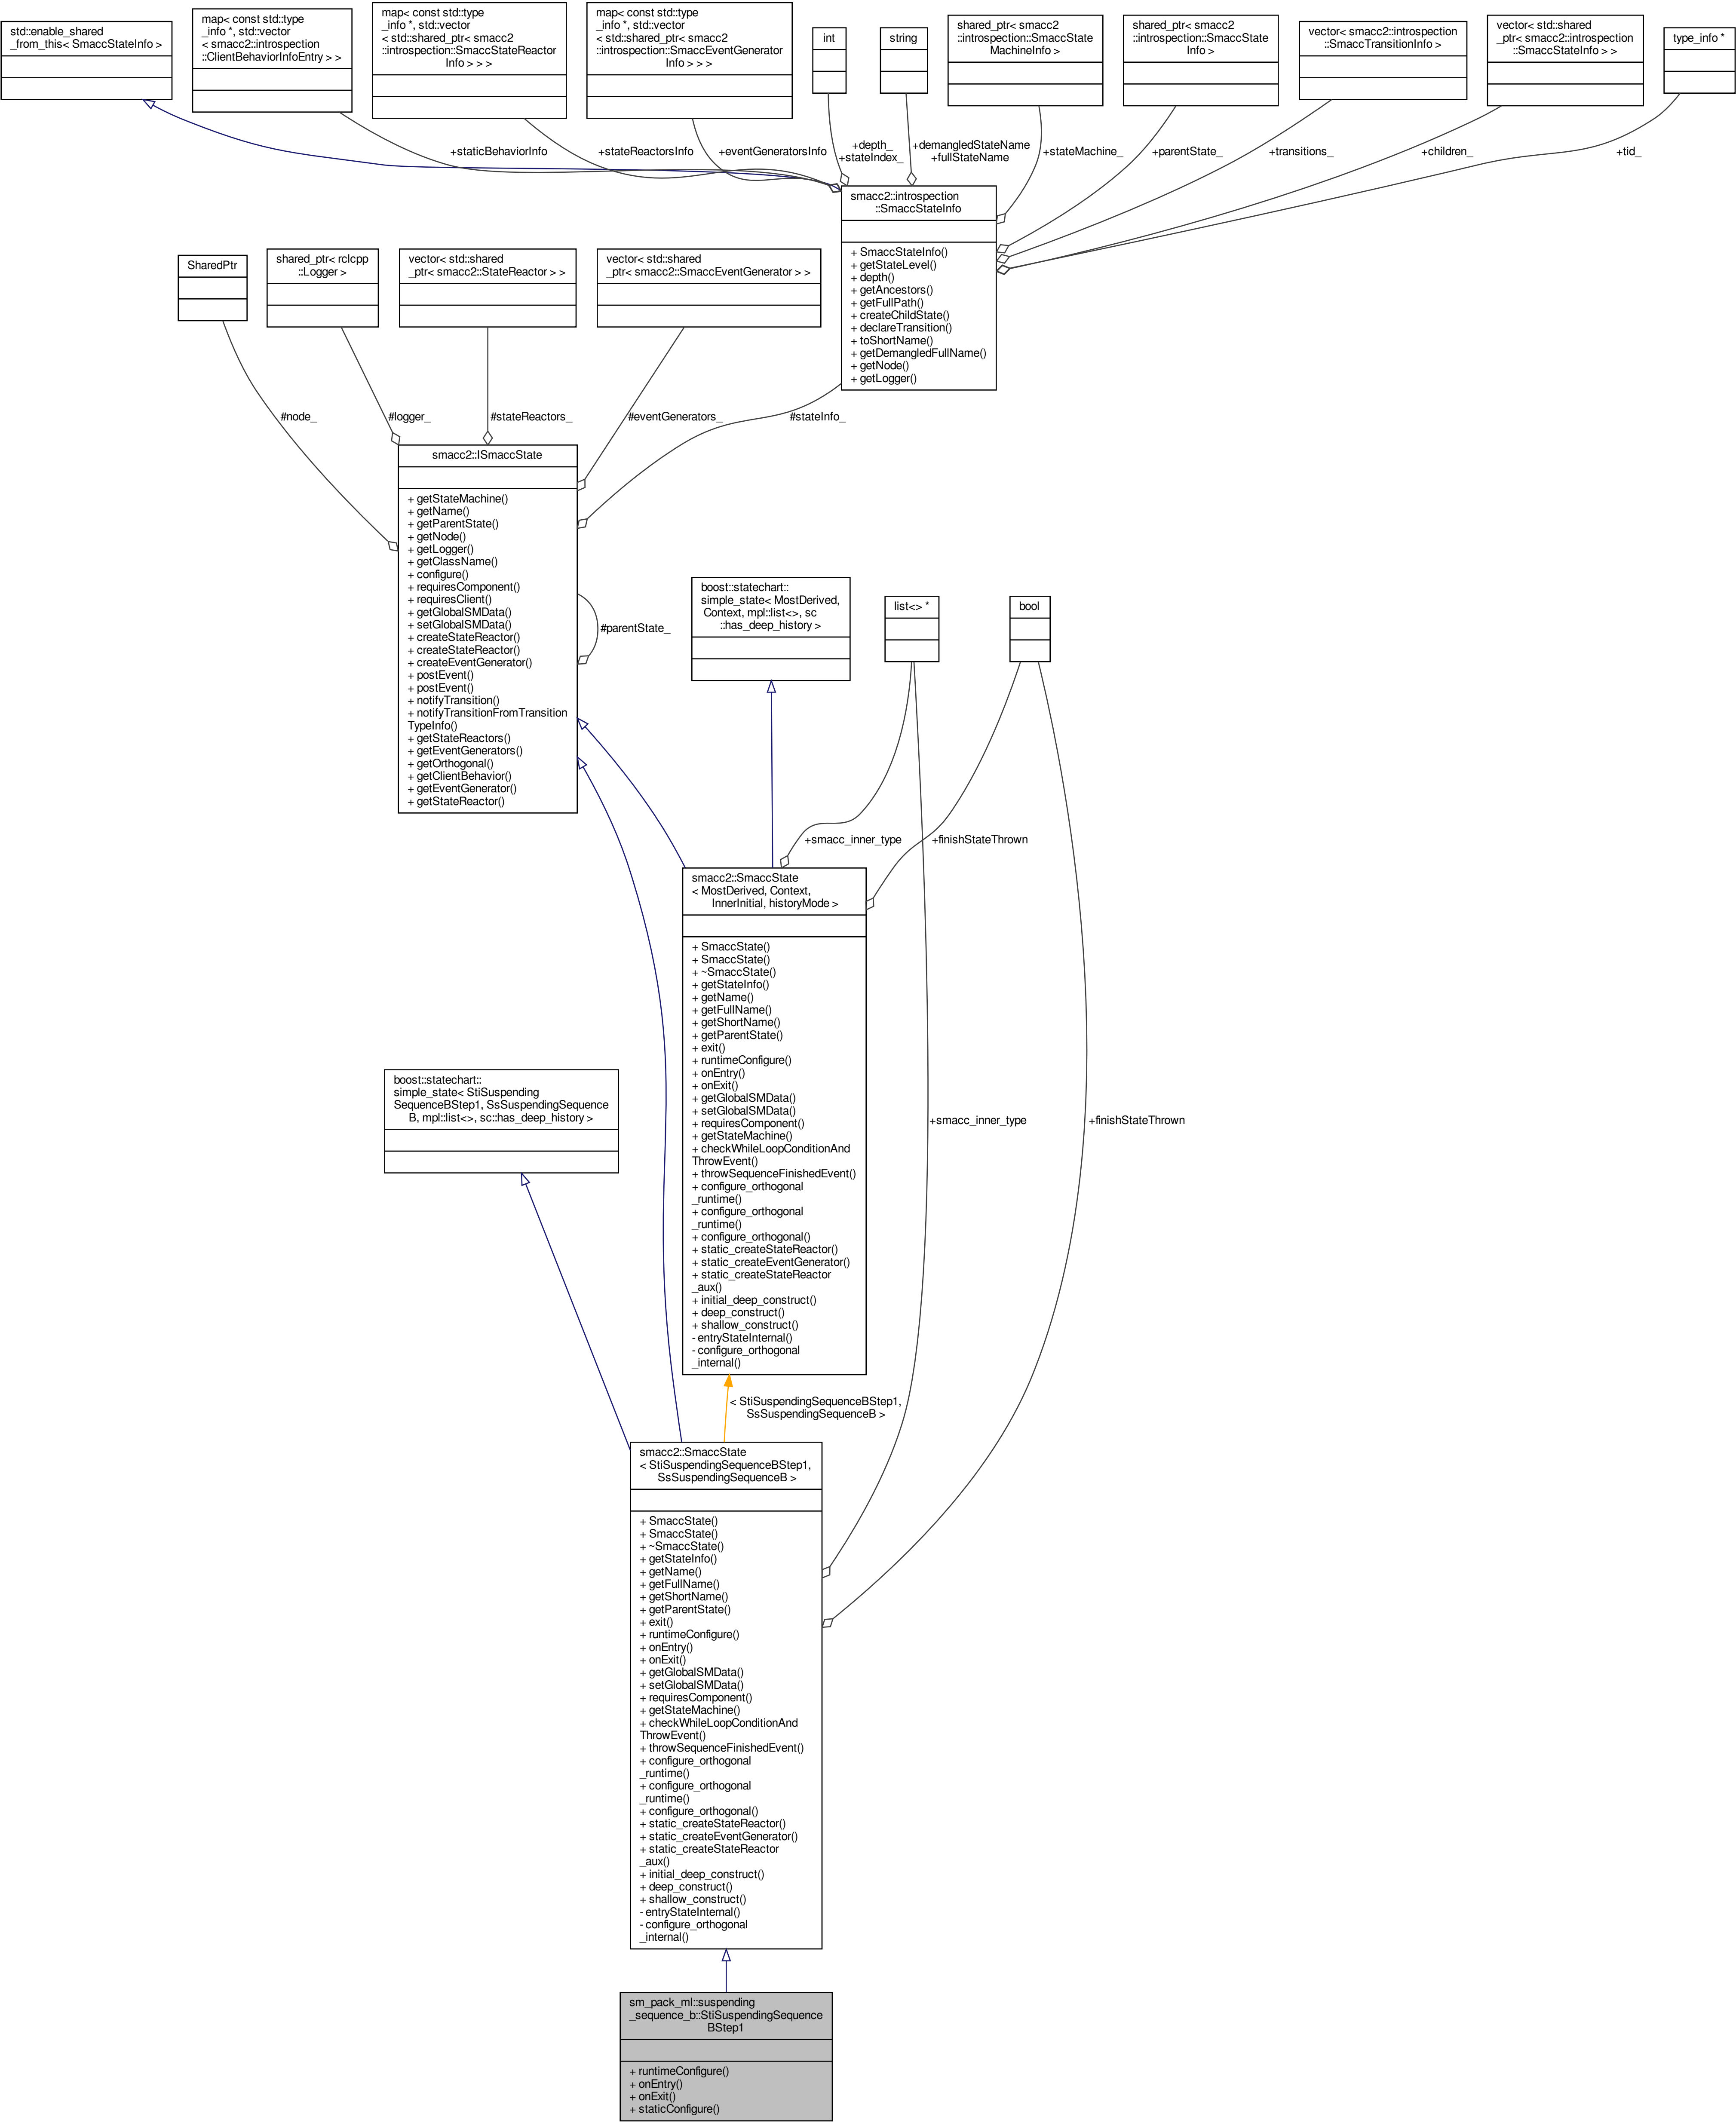 std::enable_shared
_from_this< SmaccStateInfo >
map< const std::type
_info *, std::vector
< smacc2::introspection
::ClientBehaviorInfoEntry > >
map< const std::type
_info *, std::vector
< std::shared_ptr< smacc2
::introspection::SmaccStateReactor
Info > > >
map< const std::type
_info *, std::vector
< std::shared_ptr< smacc2
::introspection::SmaccEventGenerator
Info > > >
int
string
shared_ptr< smacc2
::introspection::SmaccState
MachineInfo >
shared_ptr< smacc2
::introspection::SmaccState
Info >
vector< smacc2::introspection
::SmaccTransitionInfo >
vector< std::shared
_ptr< smacc2::introspection
::SmaccStateInfo > >
type_info *
+staticBehaviorInfo
+stateReactorsInfo
+eventGeneratorsInfo
+depth_
+stateIndex_
+demangledStateName
+fullStateName
+stateMachine_
+parentState_
+transitions_
+children_
+tid_
smacc2::introspection
::SmaccStateInfo
+ SmaccStateInfo()
+ getStateLevel()
+ depth()
+ getAncestors()
+ getFullPath()
+ createChildState()
+ declareTransition()
+ toShortName()
+ getDemangledFullName()
+ getNode()
+ getLogger()
SharedPtr
shared_ptr< rclcpp
::Logger >
vector< std::shared
_ptr< smacc2::StateReactor > >
vector< std::shared
_ptr< smacc2::SmaccEventGenerator > >
#node_
#logger_
#stateReactors_
#eventGenerators_
#stateInfo_
smacc2::ISmaccState
+ getStateMachine()
+ getName()
+ getParentState()
+ getNode()
+ getLogger()
+ getClassName()
+ configure()
+ requiresComponent()
+ requiresClient()
+ getGlobalSMData()
+ setGlobalSMData()
+ createStateReactor()
+ createStateReactor()
+ createEventGenerator()
+ postEvent()
+ postEvent()
+ notifyTransition()
+ notifyTransitionFromTransition
TypeInfo()
+ getStateReactors()
+ getEventGenerators()
+ getOrthogonal()
+ getClientBehavior()
+ getEventGenerator()
+ getStateReactor()
#parentState_
boost::statechart::
simple_state< MostDerived,
Context, mpl::list<>, sc
::has_deep_history >
list<> *
bool
+smacc_inner_type
+finishStateThrown
smacc2::SmaccState
< MostDerived, Context,
InnerInitial, historyMode >
+ SmaccState()
+ SmaccState()
+ ~SmaccState()
+ getStateInfo()
+ getName()
+ getFullName()
+ getShortName()
+ getParentState()
+ exit()
+ runtimeConfigure()
+ onEntry()
+ onExit()
+ getGlobalSMData()
+ setGlobalSMData()
+ requiresComponent()
+ getStateMachine()
+ checkWhileLoopConditionAnd
ThrowEvent()
+ throwSequenceFinishedEvent()
+ configure_orthogonal
_runtime()
+ configure_orthogonal
_runtime()
+ configure_orthogonal()
+ static_createStateReactor()
+ static_createEventGenerator()
+ static_createStateReactor
_aux()
+ initial_deep_construct()
+ deep_construct()
+ shallow_construct()
- entryStateInternal()
- configure_orthogonal
_internal()
boost::statechart::
simple_state< StiSuspending
SequenceBStep1, SsSuspendingSequence
B, mpl::list<>, sc::has_deep_history >
+smacc_inner_type
+finishStateThrown
< StiSuspendingSequenceBStep1,
SsSuspendingSequenceB >
smacc2::SmaccState
< StiSuspendingSequenceBStep1,
SsSuspendingSequenceB >
+ SmaccState()
+ SmaccState()
+ ~SmaccState()
+ getStateInfo()
+ getName()
+ getFullName()
+ getShortName()
+ getParentState()
+ exit()
+ runtimeConfigure()
+ onEntry()
+ onExit()
+ getGlobalSMData()
+ setGlobalSMData()
+ requiresComponent()
+ getStateMachine()
+ checkWhileLoopConditionAnd
ThrowEvent()
+ throwSequenceFinishedEvent()
+ configure_orthogonal
_runtime()
+ configure_orthogonal
_runtime()
+ configure_orthogonal()
+ static_createStateReactor()
+ static_createEventGenerator()
+ static_createStateReactor
_aux()
+ initial_deep_construct()
+ deep_construct()
+ shallow_construct()
- entryStateInternal()
- configure_orthogonal
_internal()
sm_pack_ml::suspending
_sequence_b::StiSuspendingSequence
BStep1
+ runtimeConfigure()
+ onEntry()
+ onExit()
+ staticConfigure()